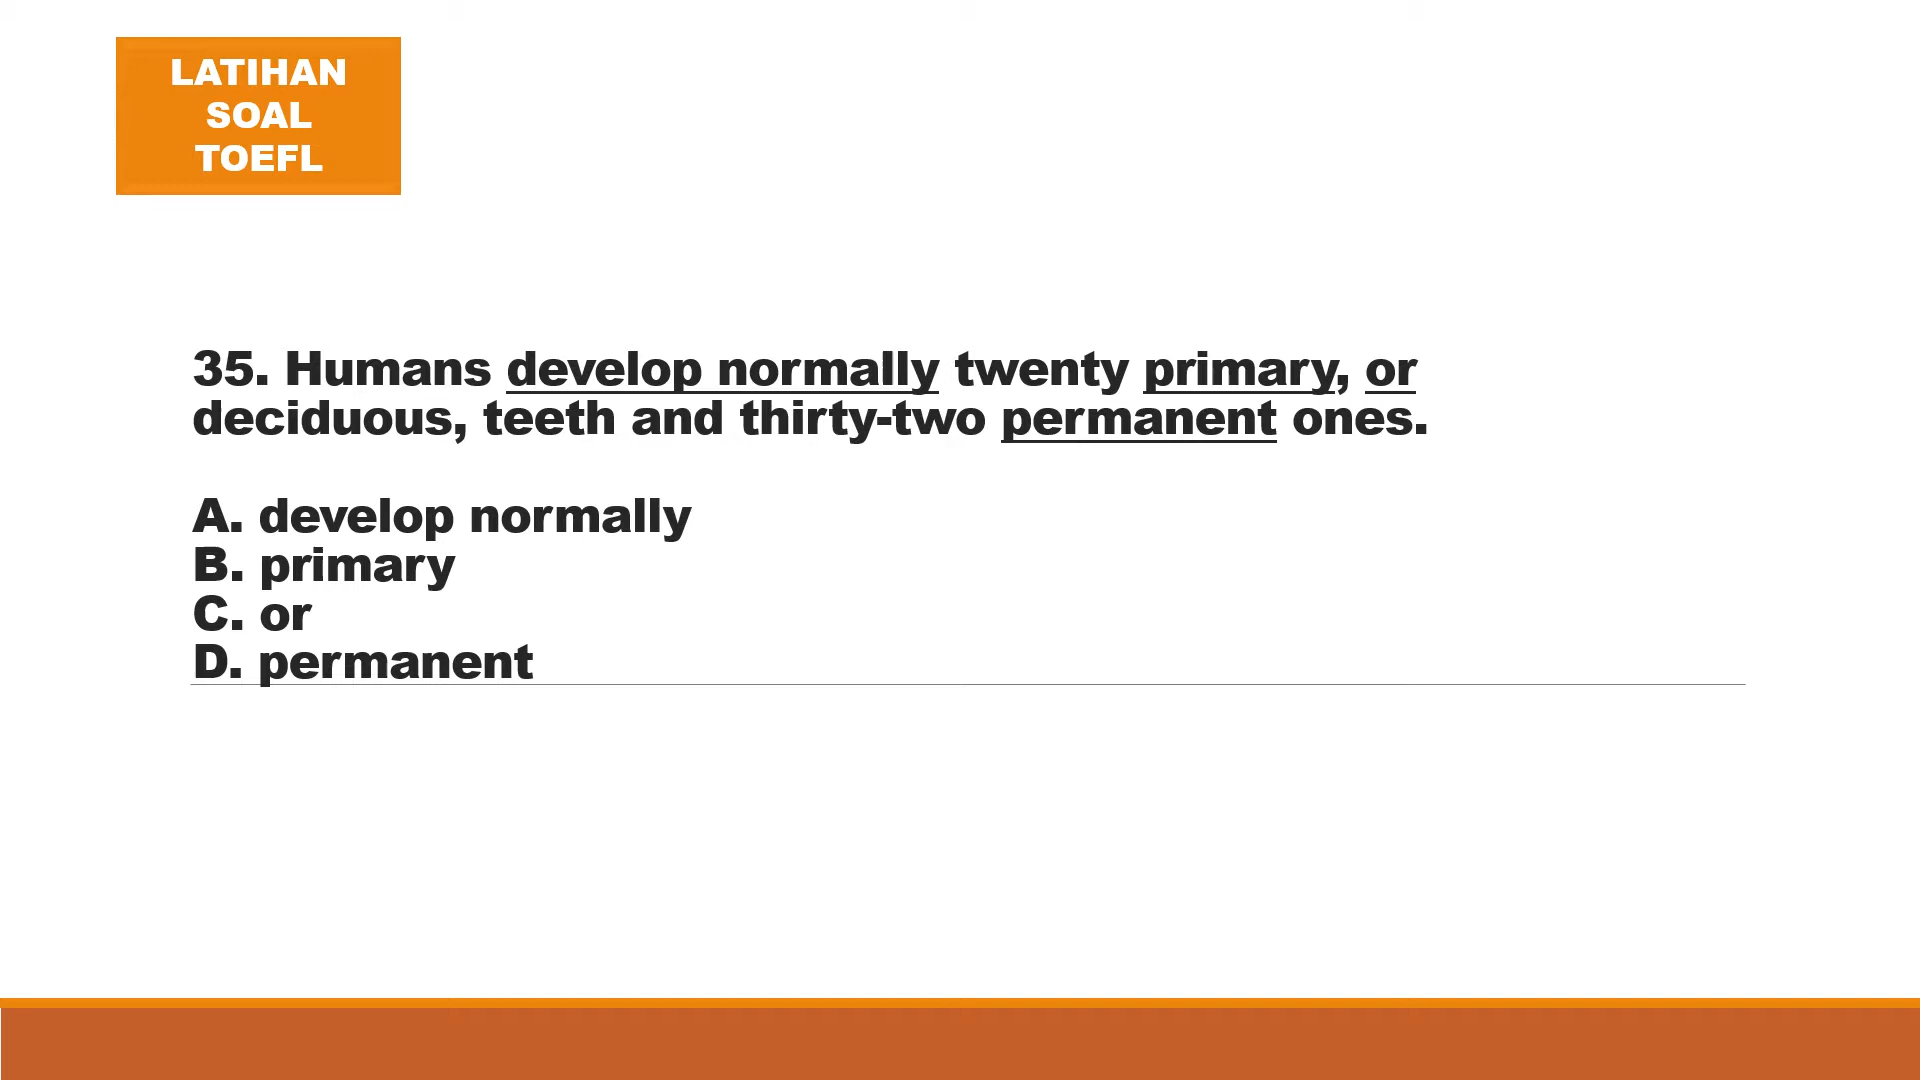 LATIHAN
SOAL
TOEFL
35. Humans develop normally twenty primary, or
deciduous, teeth and thirty-two permanent ones.
A. develop normally
B. primary
C. or
D. permanent